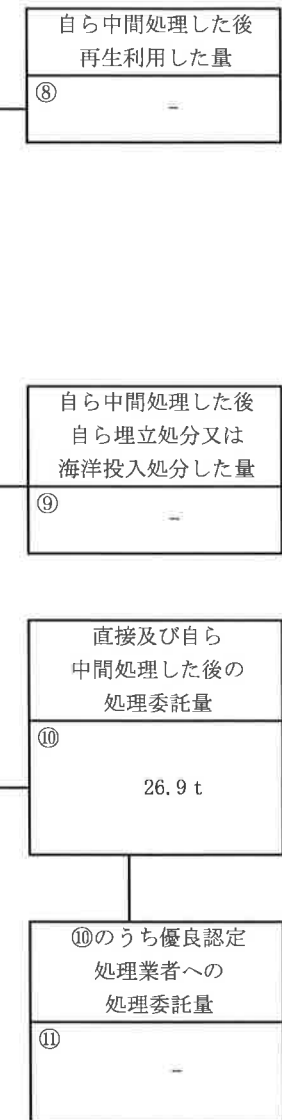 自ら中間処理した後
再生利用した量
⑧
－
自ら中間処理した後
自ら埋立処分又は
海洋投入処分した量
⑨
－
直接及び自ら
中間処理した後の
処理委託量
⑩
26.9 t
⑩のうち優良認定
処理業者への
処理委託量
⑪
－